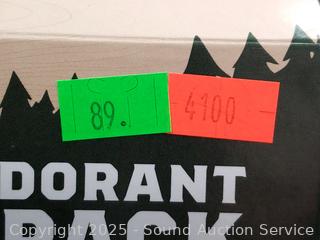 89. 4100
DORANT
PACK
Copyright 2025 - Sound Auction Service